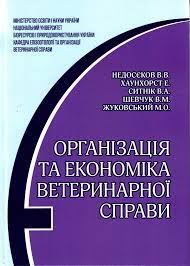 МІНІСТЕРСТВО ОСВІТИ І НАУКИ УКРАЇНИ
НАЦІОНАЛЬНИЙ УНІВЕРСИТЕТ
БІОРЕСУРСІВ І ПРИРОДОКОРИСТУВАННЯ УКРАЇНИ
КАФЕДРА ЕПІЗООТОЛОГІЇ ТА ОРГАНІЗАЦІЇ
ВЕТЕРИНАРНОЇ СПРАВИ
НЕДОСЄКОВ В.В.
ХАУНХОРСТ Е.
СИТНІК В.А.
ШЕВЧУК В.М.
ЖУКОВСЬКИЙ М.О.
ОРГАНІЗАЦІЯ
ТА ЕКОНОМІКА
ВЕТЕРИНАРНОЇ
СПРАВИ